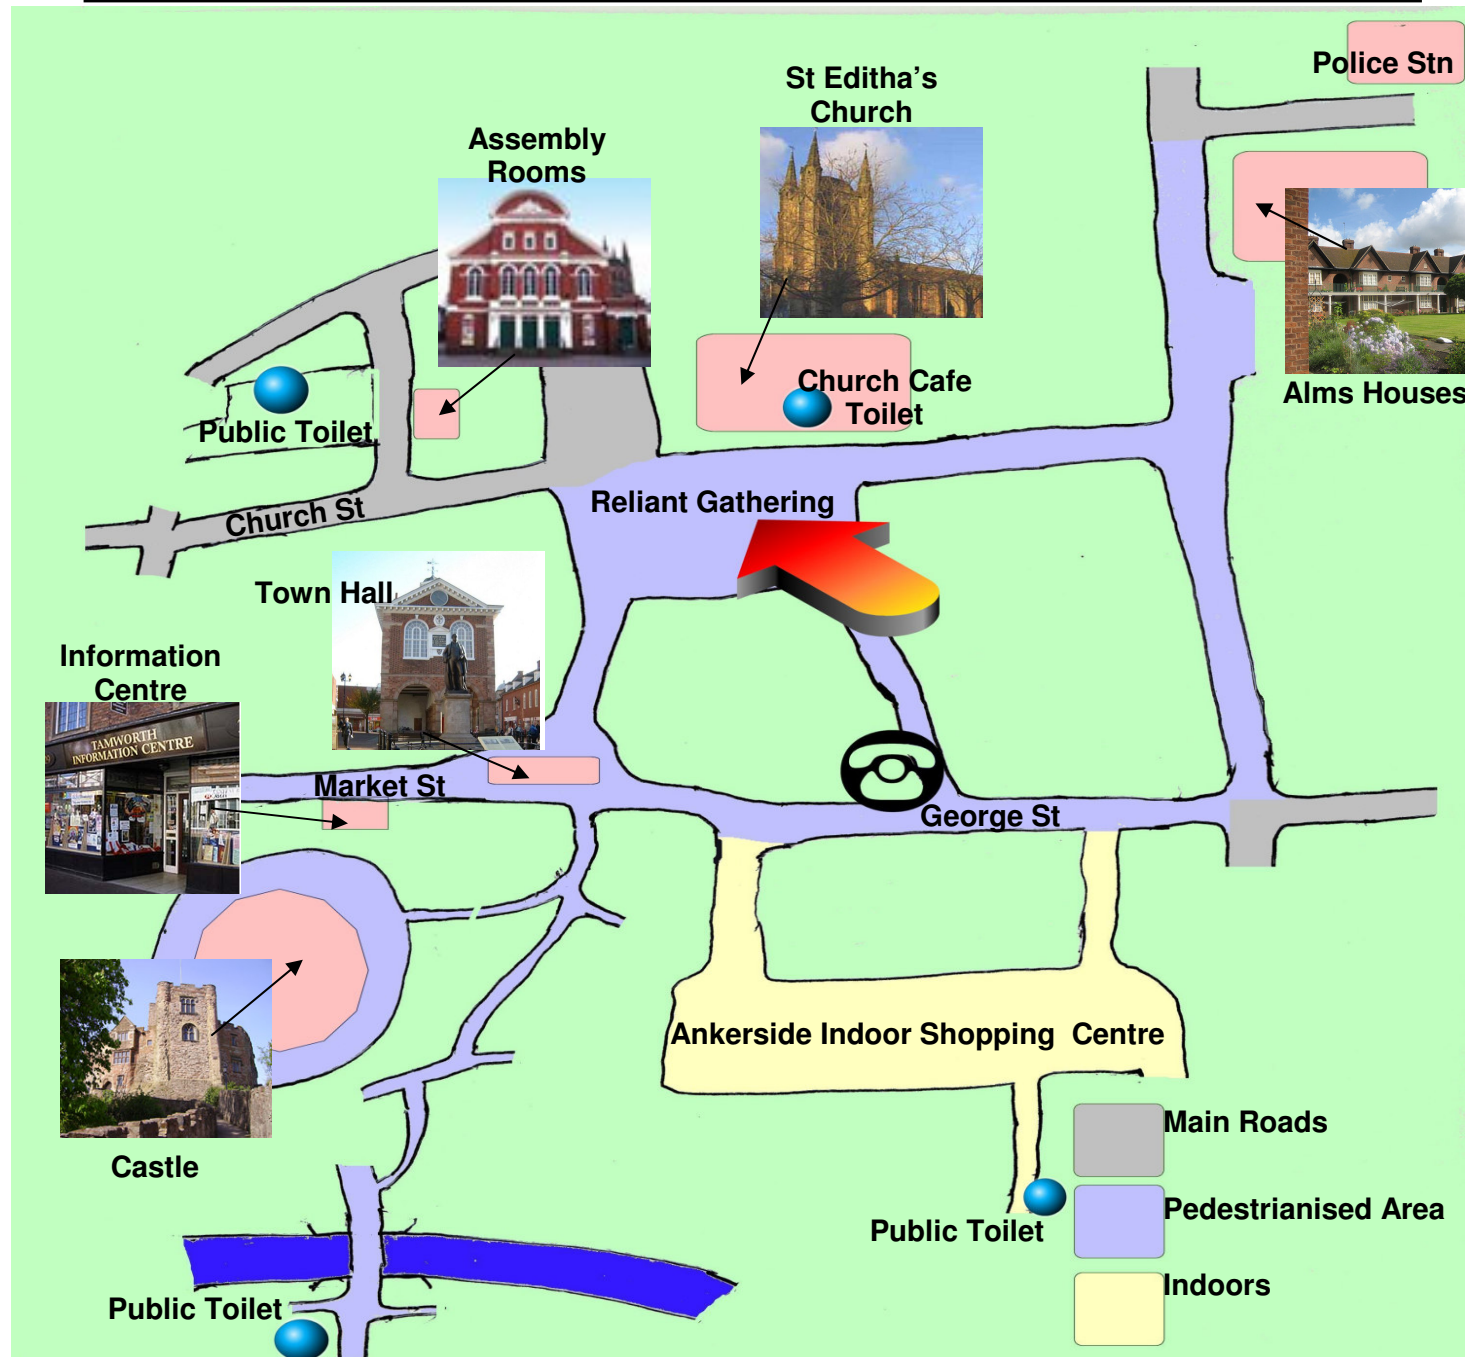 Police Stn
St Editha's
Church
Assembly
Rooms
Church Cafe
Toilet
Alms Houses
Public Toilet
Reliant Gathering
Church St
Town Hall
Information
Centre
TAMWORTH
INFORMATION CENTRE
Market St
George St
Ankerside Indoor Shopping Centre
Castle
Main Roads
Pedestrianised Area
Public Toilet
Indoors
Public Toilet